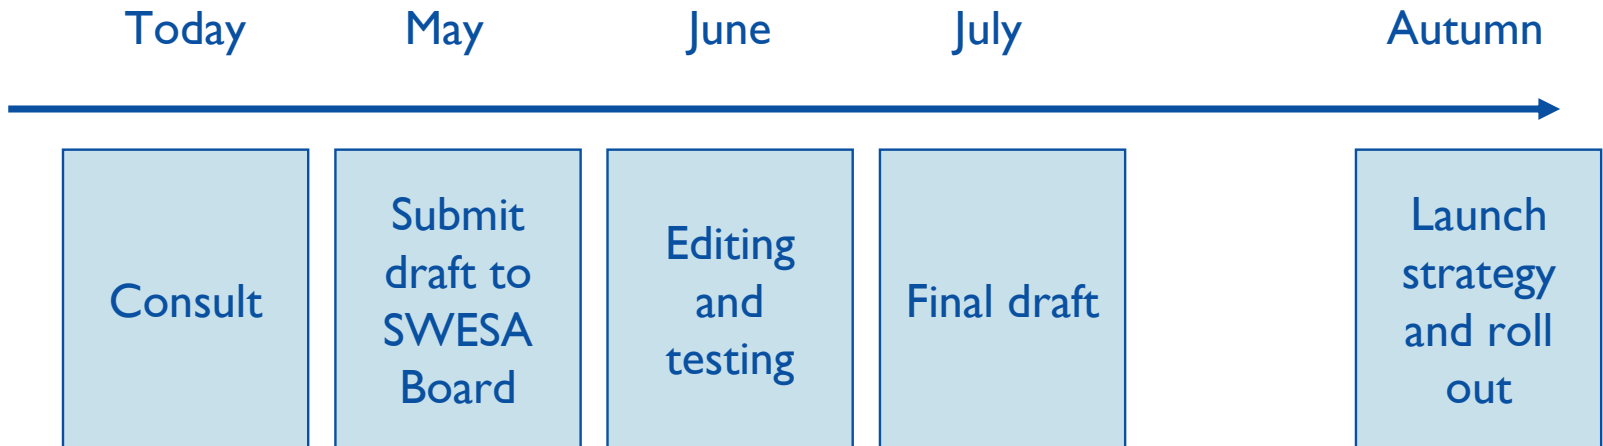 Today
May
June
July
Autumn
Consult
Submit
draft to
SWESA
Board
Editing
and
testing
Final draft
Launch
strategy
and roll
out